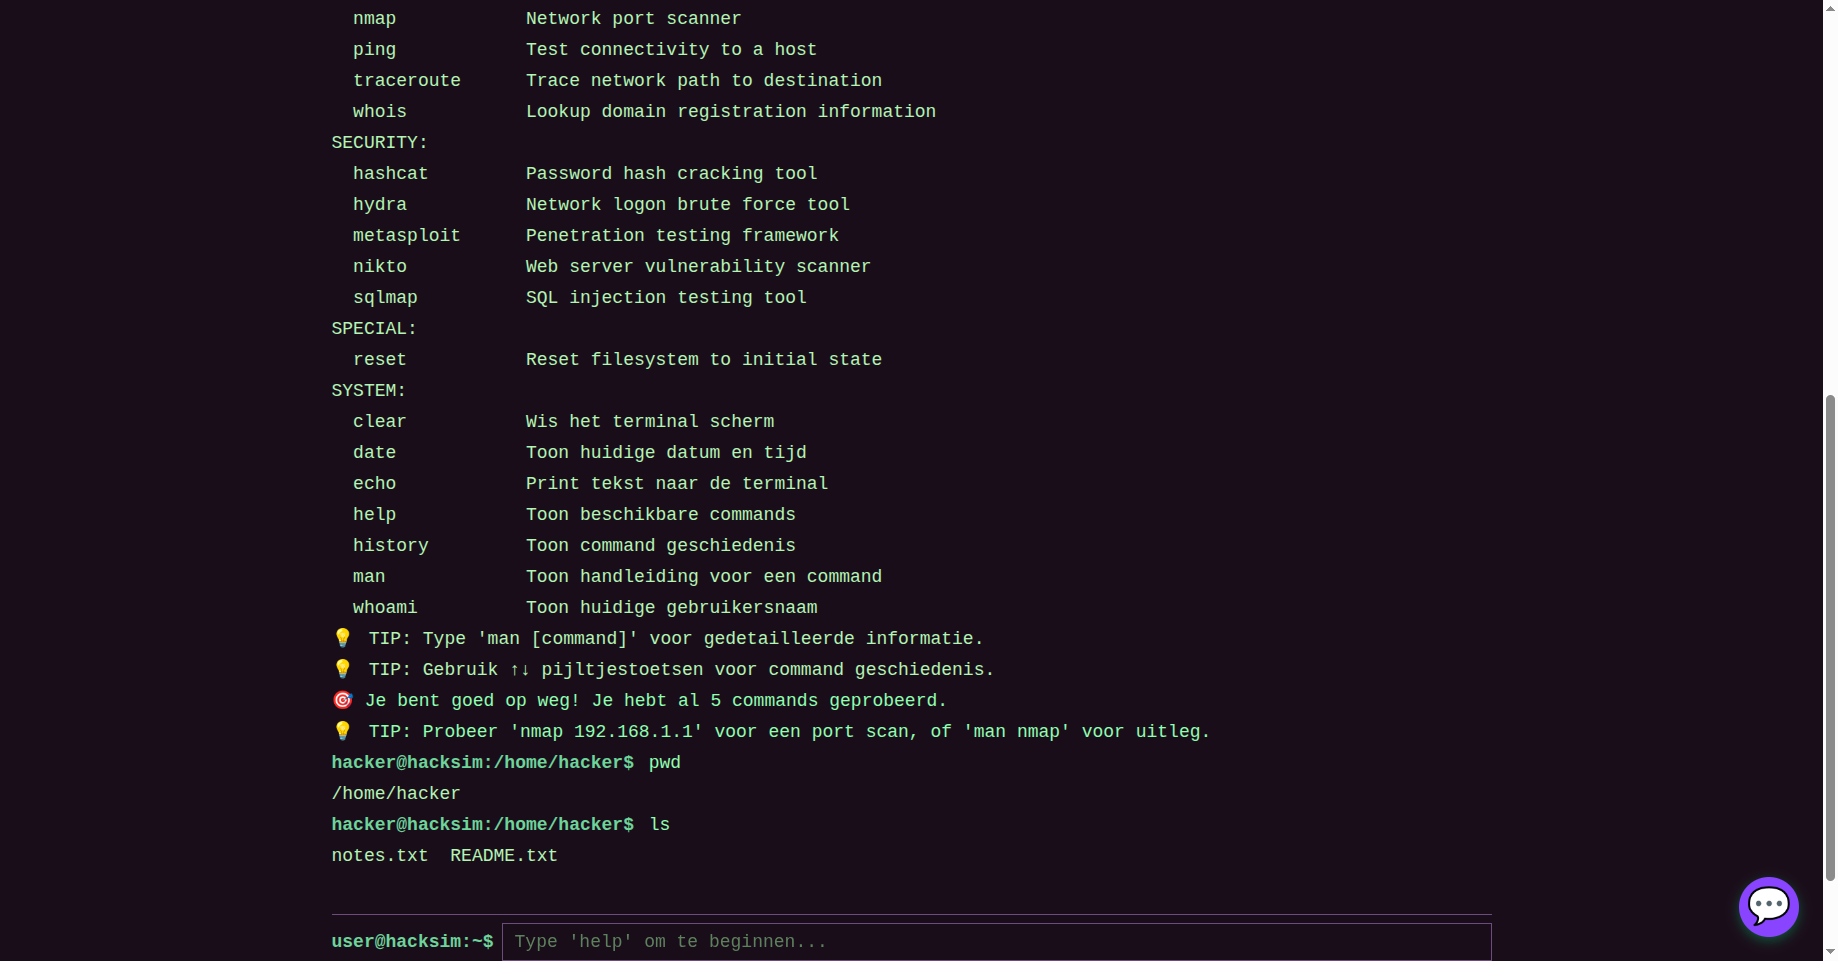 nmap Network port scanner
ping Test connectivity to a host
traceroute Trace network path to destination
whois Lookup domain registration information
SECURITY:
hashcat Password hash cracking tool
hydra Network logon brute force tool
metasploit Penetration testing framework
nikto Web server vulnerability scanner
sqlmap SQL injection testing tool
SPECIAL:
reset Reset filesystem to initial state
SYSTEM:
clear Wis het terminal scherm
date Toon huidige datum en tijd
echo Print tekst naar de terminal
help Toon beschikbare commands
history Toon command geschiedenis
man Toon handleiding voor een command
whoami Toon huidige gebruikersnaam
💡 TIP: Type 'man [command]' voor gedetailleerde informatie.
💡 TIP: Gebruik ↑↓ pijltjestoetsen voor command geschiedenis.
🎯 Je bent goed op weg! Je hebt al 5 commands geprobeerd.
💡 TIP: Probeer 'nmap 192.168.1.1' voor een port scan, of 'man nmap' voor uitleg.
hacker@hacksim:/home/hacker$ pwd
/home/hacker
hacker@hacksim:/home/hacker$ ls
notes.txt README.txt
user@hacksim:~$ Type 'help' om te beginnen...